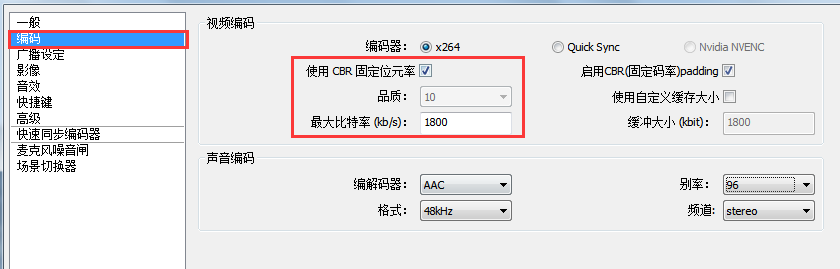 一般
编码
广播设定
影像
音效
快捷键
高级
快速同步编码器
麦克风噪音闸
场景切换器
视频编码
编码器： x264 Quick Sync Nvidia NVENC
使用 CBR 固定位元率 启用CBR(固定码率)padding
品质： 10 使用自定义缓存大小
最大比特率 (kb/s)： 1800 缓冲大小 (kbit)： 1800
声音编码
编解码器： AAC 别率： 96
格式： 48kHz 频道: stereo